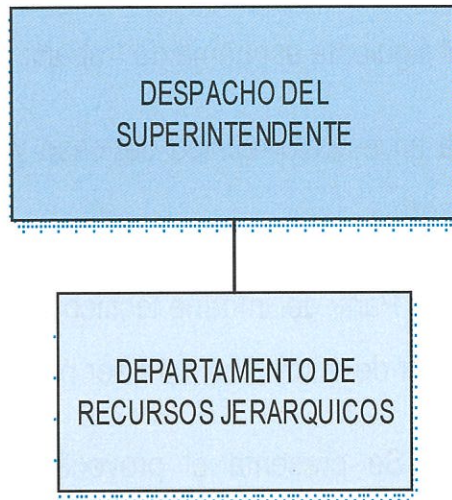 DESPACHO DEL
SUPERINTENDENTE
DEPARTAMENTO DE
RECURSOS JERARQUICOS